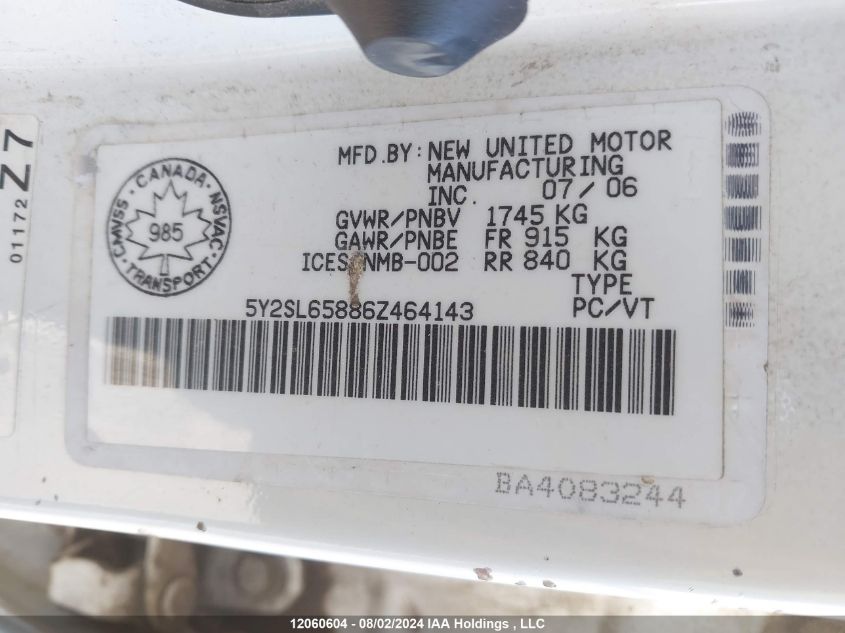 MFD.BY: NEW UNITED MOTOR
MANUFACTURING
INC. 07/06
GVWR/PNBV 1745 KG
GAWR/PNBE FR 915 KG
ICES NMB-002 RR 840 KG
TYPE
5Y2SL65886Z464143 PC/VT
CANADA
CMVSS 985 NSVAC
TRANSPORT
01172 Z7
BA4083244
12060604 - 08/02/2024 IAA Holdings , LLC